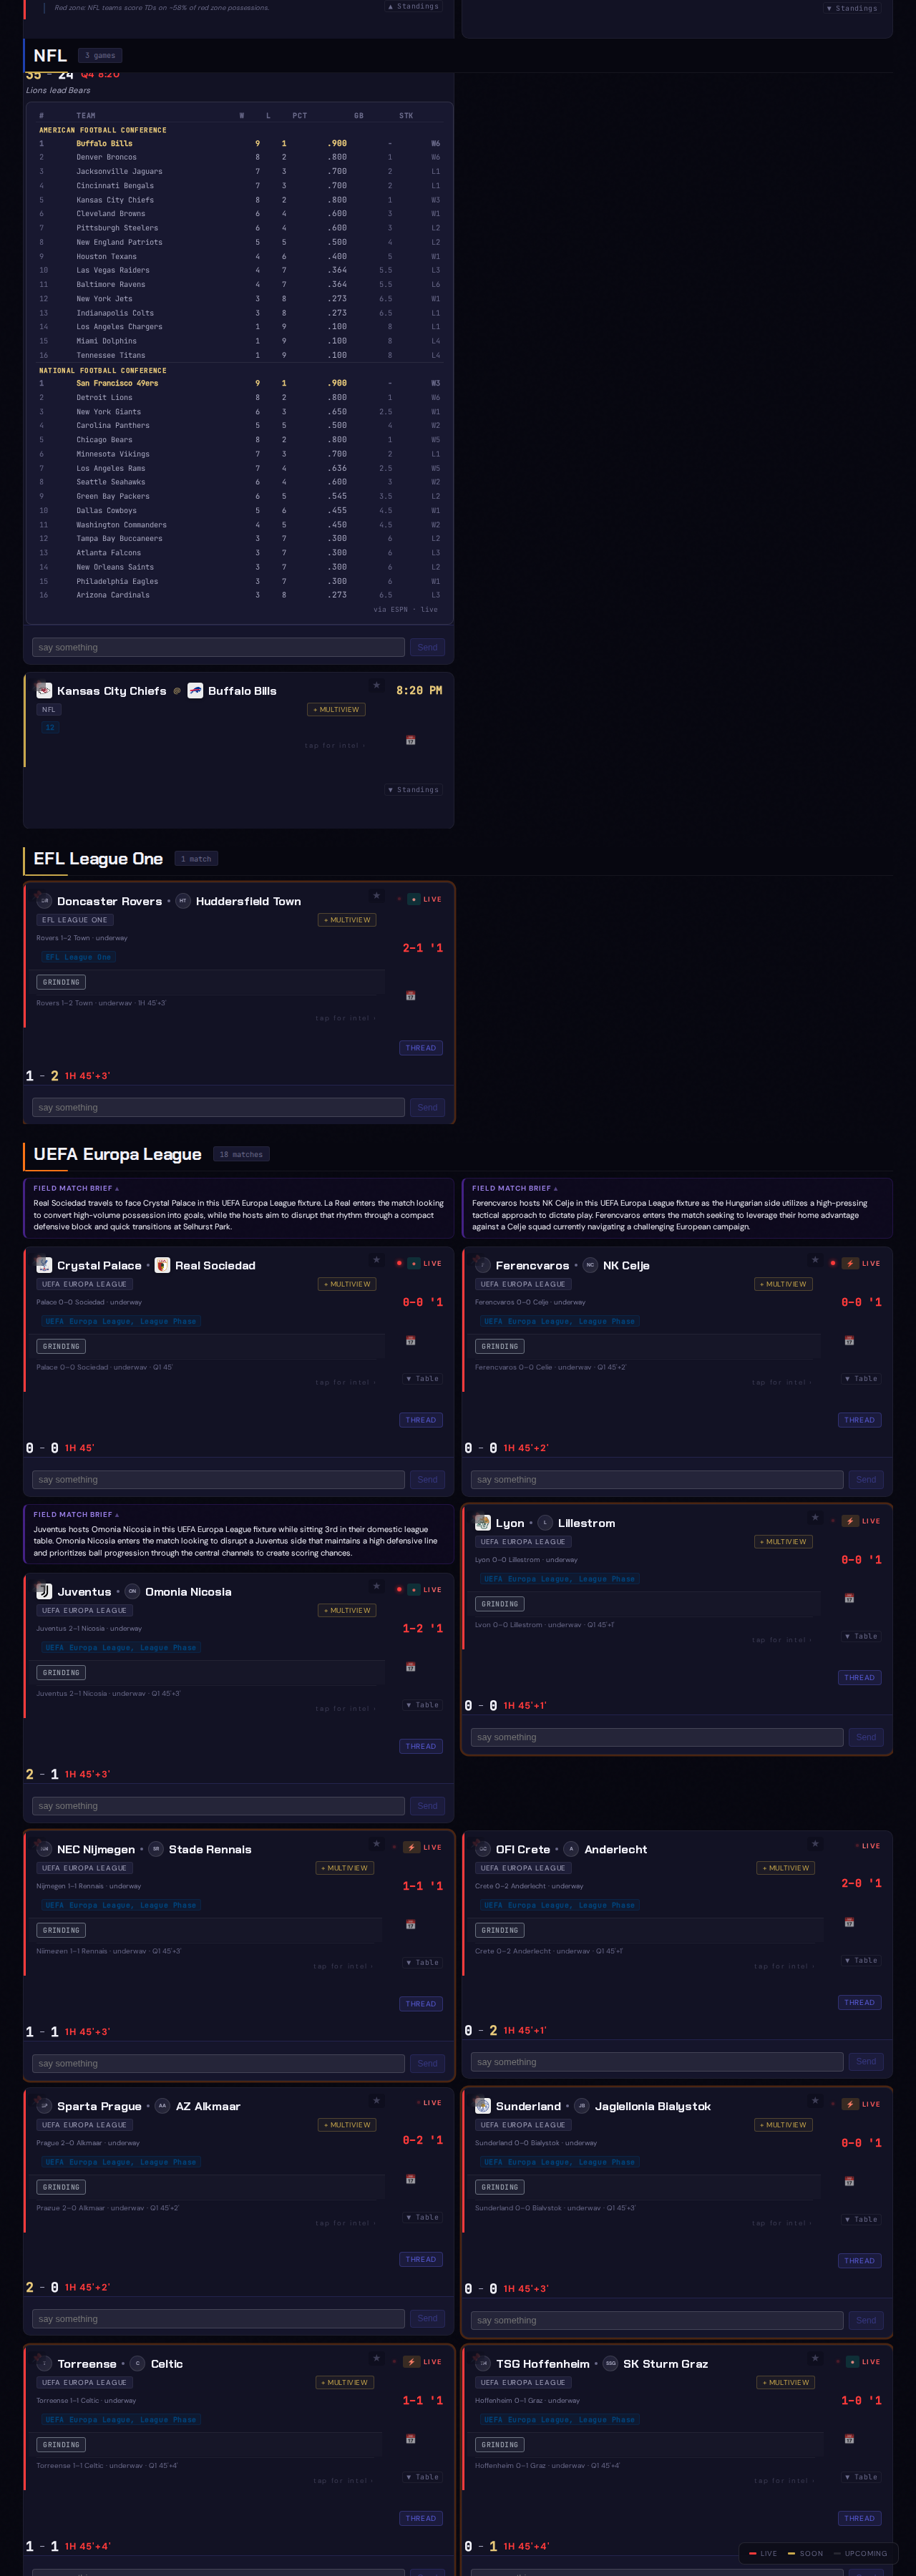 Red zone: NFL teams score TDs on ~58% of red zone possessions.
▲ Standings
▼ Standings
NFL
3 games
35 - 24 Q4 8:20
Lions lead Bears
# TEAM W L PCT GB STK
AMERICAN FOOTBALL CONFERENCE
1 Buffalo Bills 9 1 .900 - W6
2 Denver Broncos 8 2 .800 1 W6
3 Jacksonville Jaguars 7 3 .700 2 L1
4 Cincinnati Bengals 7 3 .700 2 L1
5 Kansas City Chiefs 8 2 .800 1 W3
6 Cleveland Browns 6 4 .600 3 W1
7 Pittsburgh Steelers 6 4 .600 3 L2
8 New England Patriots 5 5 .500 4 L2
9 Houston Texans 4 6 .400 5 W1
10 Las Vegas Raiders 4 7 .364 5.5 L3
11 Baltimore Ravens 4 7 .364 5.5 L6
12 New York Jets 3 8 .273 6.5 W1
13 Indianapolis Colts 3 8 .273 6.5 L1
14 Los Angeles Chargers 1 9 .100 8 L1
15 Miami Dolphins 1 9 .100 8 L4
16 Tennessee Titans 1 9 .100 8 L4
NATIONAL FOOTBALL CONFERENCE
1 San Francisco 49ers 9 1 .900 - W3
2 Detroit Lions 8 2 .800 1 W6
3 New York Giants 6 3 .650 2.5 W1
4 Carolina Panthers 5 5 .500 4 W2
5 Chicago Bears 8 2 .800 1 W5
6 Minnesota Vikings 7 3 .700 2 L1
7 Los Angeles Rams 7 4 .636 2.5 W5
8 Seattle Seahawks 6 4 .600 3 W2
9 Green Bay Packers 6 5 .545 3.5 L2
10 Dallas Cowboys 5 6 .455 4.5 W1
11 Washington Commanders 4 5 .450 4.5 W2
12 Tampa Bay Buccaneers 3 7 .300 6 L2
13 Atlanta Falcons 3 7 .300 6 L3
14 New Orleans Saints 3 7 .300 6 L2
15 Philadelphia Eagles 3 7 .300 6 W1
16 Arizona Cardinals 3 8 .273 6.5 L3
via ESPN · live
say something Send
Kansas City Chiefs @ Buffalo Bills ★ 8:20 PM
NFL + MULTIVIEW
12
tap for intel ›
▼ Standings
EFL League One
1 match
Doncaster Rovers • HT Huddersfield Town ★ LIVE
EFL LEAGUE ONE + MULTIVIEW
Rovers 1–2 Town · underway
2-1 '1
EFL League One
GRINDING
Rovers 1–2 Town · underway · 1H 45'+3'
tap for intel ›
THREAD
1 - 2 1H 45'+3'
say something Send
UEFA Europa League
18 matches
FIELD MATCH BRIEF ▲
Real Sociedad travels to face Crystal Palace in this UEFA Europa League fixture. La Real enters the match looking
to convert high-volume possession into goals, while the hosts aim to disrupt that rhythm through a compact
defensive block and quick transitions at Selhurst Park.
FIELD MATCH BRIEF ▲
Ferencvaros hosts NK Celje in this UEFA Europa League fixture as the Hungarian side utilizes a high-pressing
tactical approach to dictate play. Ferencvaros enters the match seeking to leverage their home advantage
against a Celje squad currently navigating a challenging European campaign.
Crystal Palace • Real Sociedad ★ LIVE
UEFA EUROPA LEAGUE + MULTIVIEW
Palace 0–0 Sociedad · underway
0-0 '1
UEFA Europa League, League Phase
GRINDING
Palace 0–0 Sociedad · underway · Q1 45'
tap for intel ›
▼ Table
THREAD
0 - 0 1H 45'
say something Send
Ferencvaros • NC NK Celje ★ LIVE
UEFA EUROPA LEAGUE + MULTIVIEW
Ferencvaros 0–0 Celje · underway
0-0 '1
UEFA Europa League, League Phase
GRINDING
Ferencvaros 0–0 Celje · underway · Q1 45'+2'
tap for intel ›
▼ Table
THREAD
0 - 0 1H 45'+2'
say something Send
FIELD MATCH BRIEF ▲
Juventus hosts Omonia Nicosia in this UEFA Europa League fixture while sitting 3rd in their domestic league
table. Omonia Nicosia enters the match looking to disrupt a Juventus side that maintains a high defensive line
and prioritizes ball progression through the central channels to create scoring chances.
Juventus • ON Omonia Nicosia ★ LIVE
UEFA EUROPA LEAGUE + MULTIVIEW
Juventus 2–1 Nicosia · underway
1-2 '1
UEFA Europa League, League Phase
GRINDING
Juventus 2–1 Nicosia · underway · Q1 45'+3'
tap for intel ›
▼ Table
THREAD
2 - 1 1H 45'+3'
say something Send
Lyon • L Lillestrom ★ LIVE
UEFA EUROPA LEAGUE + MULTIVIEW
Lyon 0–0 Lillestrom · underway
0-0 '1
UEFA Europa League, League Phase
GRINDING
Lyon 0–0 Lillestrom · underway · Q1 45'+1'
tap for intel ›
▼ Table
THREAD
0 - 0 1H 45'+1'
say something Send
NEC Nijmegen • SR Stade Rennais ★ LIVE
UEFA EUROPA LEAGUE + MULTIVIEW
Nijmegen 1–1 Rennais · underway
1-1 '1
UEFA Europa League, League Phase
GRINDING
Nijmegen 1–1 Rennais · underway · Q1 45'+3'
tap for intel ›
▼ Table
THREAD
1 - 1 1H 45'+3'
say something Send
OFI Crete • A Anderlecht ★ LIVE
UEFA EUROPA LEAGUE + MULTIVIEW
Crete 0–2 Anderlecht · underway
2-0 '1
UEFA Europa League, League Phase
GRINDING
Crete 0–2 Anderlecht · underway · Q1 45'+1'
tap for intel ›
▼ Table
THREAD
0 - 2 1H 45'+1'
say something Send
Sparta Prague • AA AZ Alkmaar ★ LIVE
UEFA EUROPA LEAGUE + MULTIVIEW
Prague 2–0 Alkmaar · underway
0-2 '1
UEFA Europa League, League Phase
GRINDING
Prague 2–0 Alkmaar · underway · Q1 45'+2'
tap for intel ›
▼ Table
THREAD
2 - 0 1H 45'+2'
say something Send
Sunderland • JB Jagiellonia Bialystok ★ LIVE
UEFA EUROPA LEAGUE + MULTIVIEW
Sunderland 0–0 Bialystok · underway
0-0 '1
UEFA Europa League, League Phase
GRINDING
Sunderland 0–0 Bialystok · underway · Q1 45'+3'
tap for intel ›
▼ Table
THREAD
0 - 0 1H 45'+3'
say something Send
Torreense • C Celtic ★ LIVE
UEFA EUROPA LEAGUE + MULTIVIEW
Torreense 1–1 Celtic · underway
1-1 '1
UEFA Europa League, League Phase
GRINDING
Torreense 1–1 Celtic · underway · Q1 45'+4'
tap for intel ›
▼ Table
THREAD
1 - 1 1H 45'+4'
TSG Hoffenheim • SSG SK Sturm Graz ★ LIVE
UEFA EUROPA LEAGUE + MULTIVIEW
Hoffenheim 0–1 Graz · underway
1-0 '1
UEFA Europa League, League Phase
GRINDING
Hoffenheim 0–1 Graz · underway · Q1 45'+4'
tap for intel ›
▼ Table
THREAD
0 - 1 1H 45'+4'
LIVE SOON UPCOMING